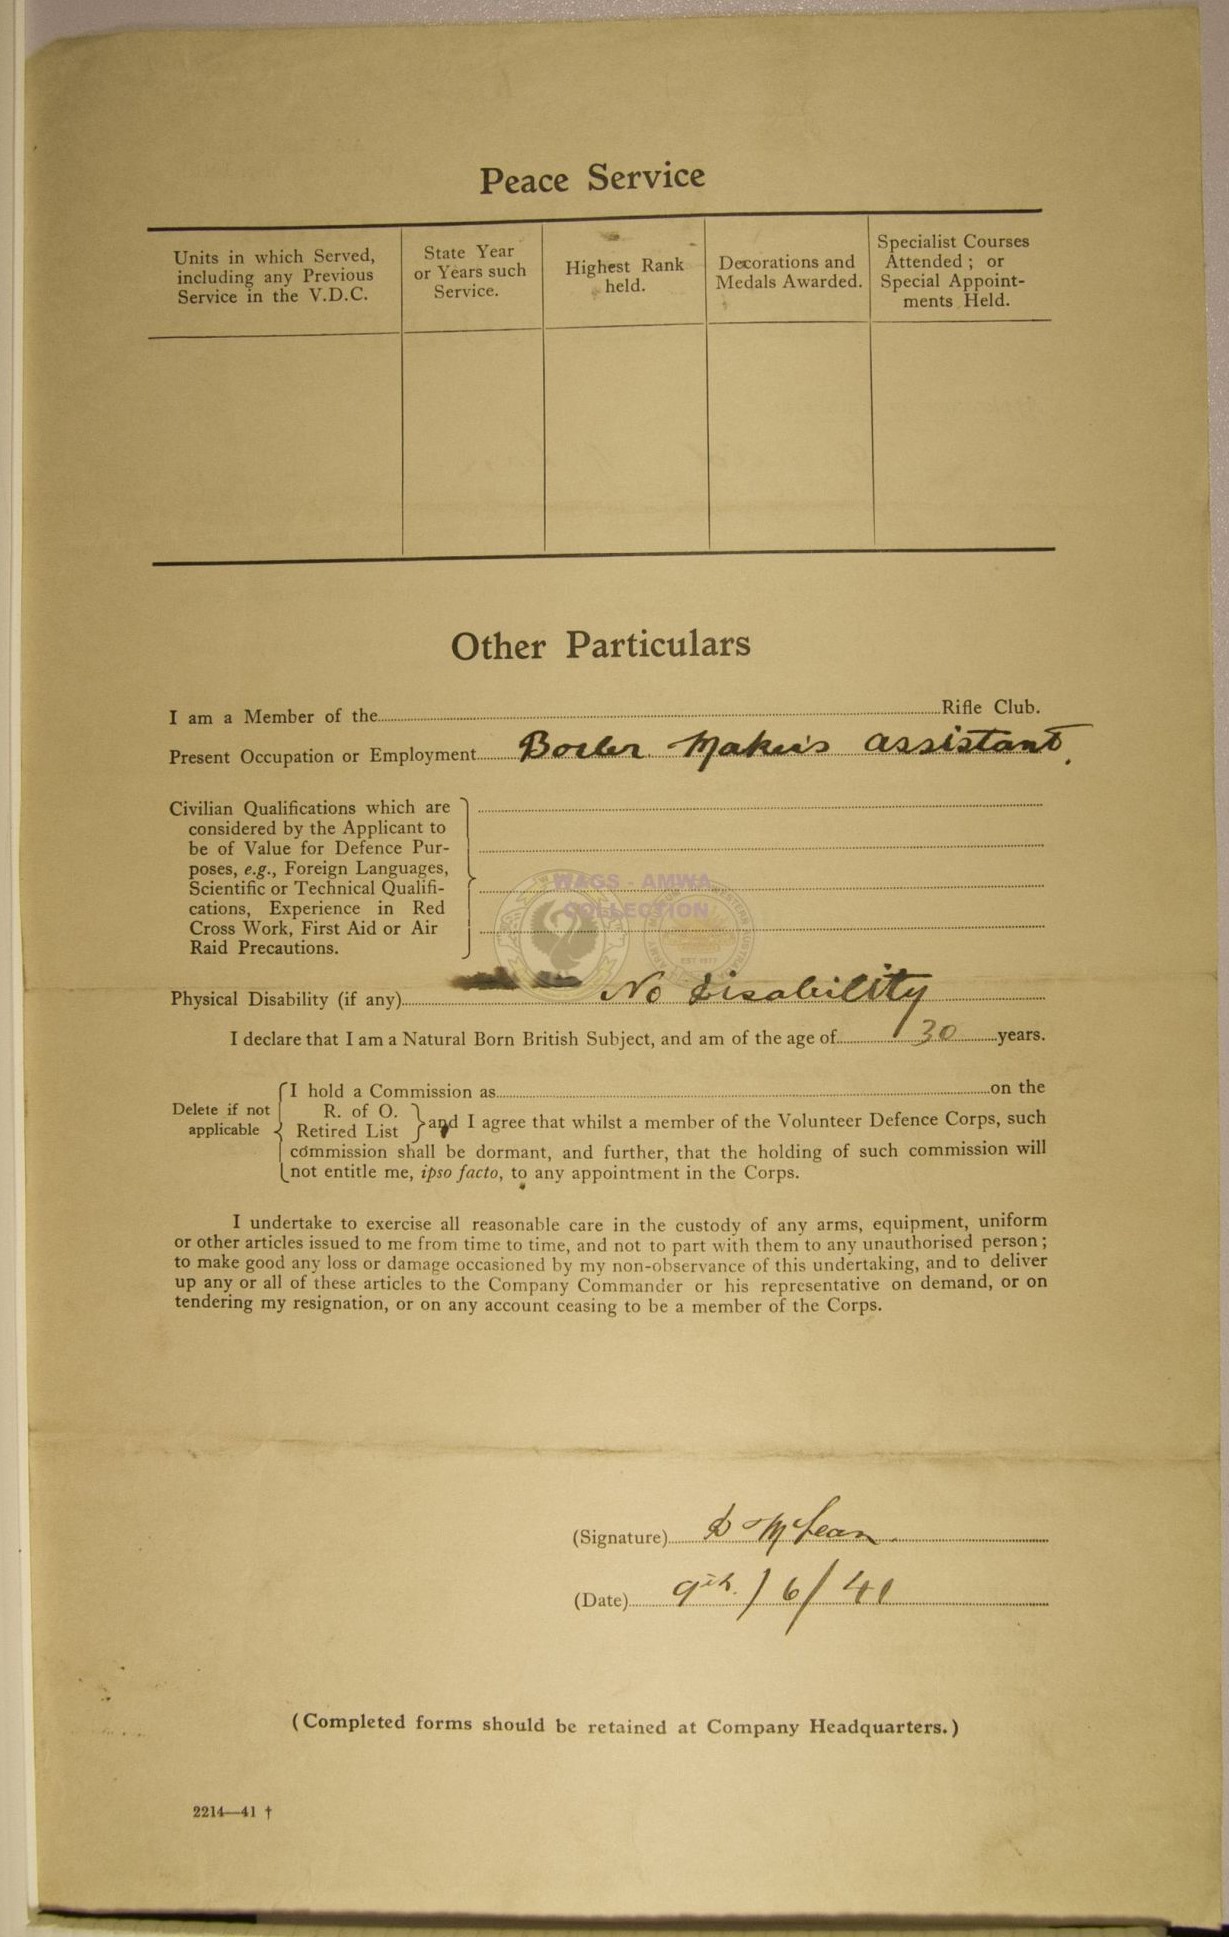 Peace Service
Units in which Served, including any Previous Service in the V.D.C.
State Year or Years such Service.
Highest Rank held.
Decorations and Medals Awarded.
Specialist Courses Attended ; or Special Appoint-ments Held.
Other Particulars
I am a Member of the Rifle Club.
Present Occupation or Employment Boiler Maker's assistant.
Civilian Qualifications which are
considered by the Applicant to
be of Value for Defence Pur-
poses, e.g., Foreign Languages,
Scientific or Technical Qualifi-
cations, Experience in Red
Cross Work, First Aid or Air
Raid Precautions.
WAGS - AMWA
COLLECTION
Physical Disability (if any) No disability
I declare that I am a Natural Born British Subject, and am of the age of 30 years.
Delete if not applicable
I hold a Commission as on the
R. of O.
Retired List
and I agree that whilst a member of the Volunteer Defence Corps, such
commission shall be dormant, and further, that the holding of such commission will
not entitle me, ipso facto, to any appointment in the Corps.
I undertake to exercise all reasonable care in the custody of any arms, equipment, uniform
or other articles issued to me from time to time, and not to part with them to any unauthorised person ;
to make good any loss or damage occasioned by my non-observance of this undertaking, and to deliver
up any or all of these articles to the Company Commander or his representative on demand, or on
tendering my resignation, or on any account ceasing to be a member of the Corps.
(Signature) D McLean
(Date) 9th. / 6 / 41
(Completed forms should be retained at Company Headquarters.)
2214—41 †